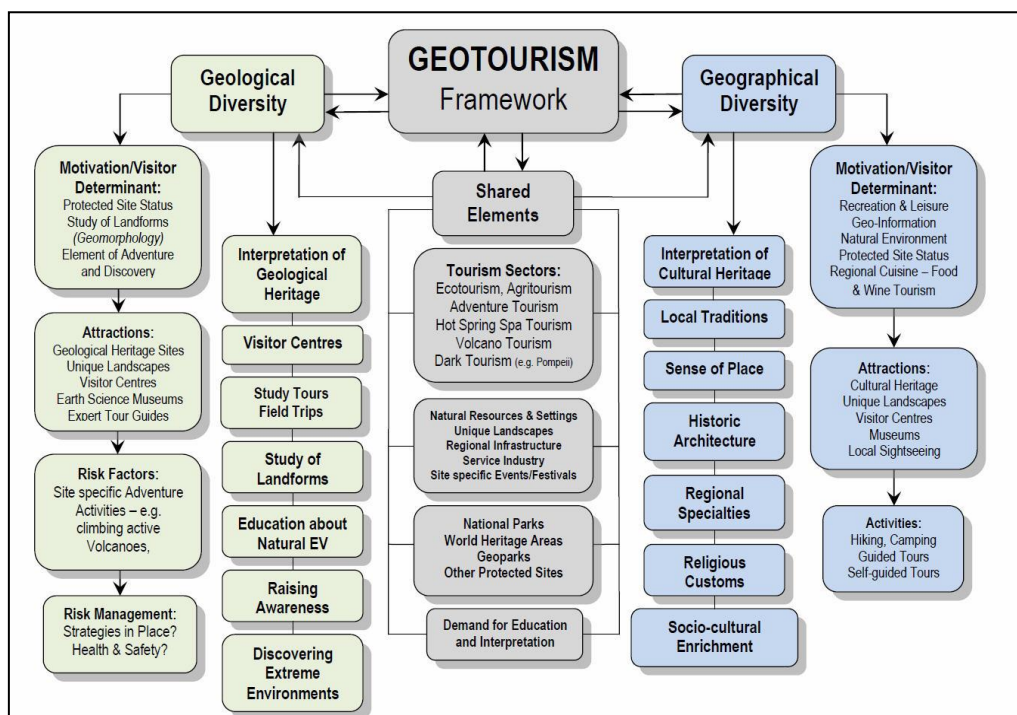 GEOTOURISM
Framework
Geological
Diversity
Geographical
Diversity
Shared
Elements
Motivation/Visitor
Determinant:
Protected Site Status
Study of Landforms
(Geomorphology)
Element of Adventure
and Discovery
Attractions:
Geological Heritage Sites
Unique Landscapes
Visitor Centres
Earth Science Museums
Expert Tour Guides
Risk Factors:
Site specific Adventure
Activities – e.g.
climbing active
Volcanoes,
Risk Management:
Strategies in Place?
Health & Safety?
Interpretation of
Geological
Heritage
Visitor Centres
Study Tours
Field Trips
Study of
Landforms
Education about
Natural EV
Raising
Awareness
Discovering
Extreme
Environments
Tourism Sectors:
Ecotourism, Agritourism
Adventure Tourism
Hot Spring Spa Tourism
Volcano Tourism
Dark Tourism (e.g. Pompeii)
Natural Resources & Settings
Unique Landscapes
Regional Infrastructure
Service Industry
Site specific Events/Festivals
National Parks
World Heritage Areas
Geoparks
Other Protected Sites
Demand for Education
and Interpretation
Interpretation of
Cultural Heritage
Local Traditions
Sense of Place
Historic
Architecture
Regional
Specialties
Religious
Customs
Socio-cultural
Enrichment
Motivation/Visitor
Determinant:
Recreation & Leisure
Geo-Information
Natural Environment
Protected Site Status
Regional Cuisine – Food
& Wine Tourism
Attractions:
Cultural Heritage
Unique Landscapes
Visitor Centres
Museums
Local Sightseeing
Activities:
Hiking, Camping
Guided Tours
Self-guided Tours